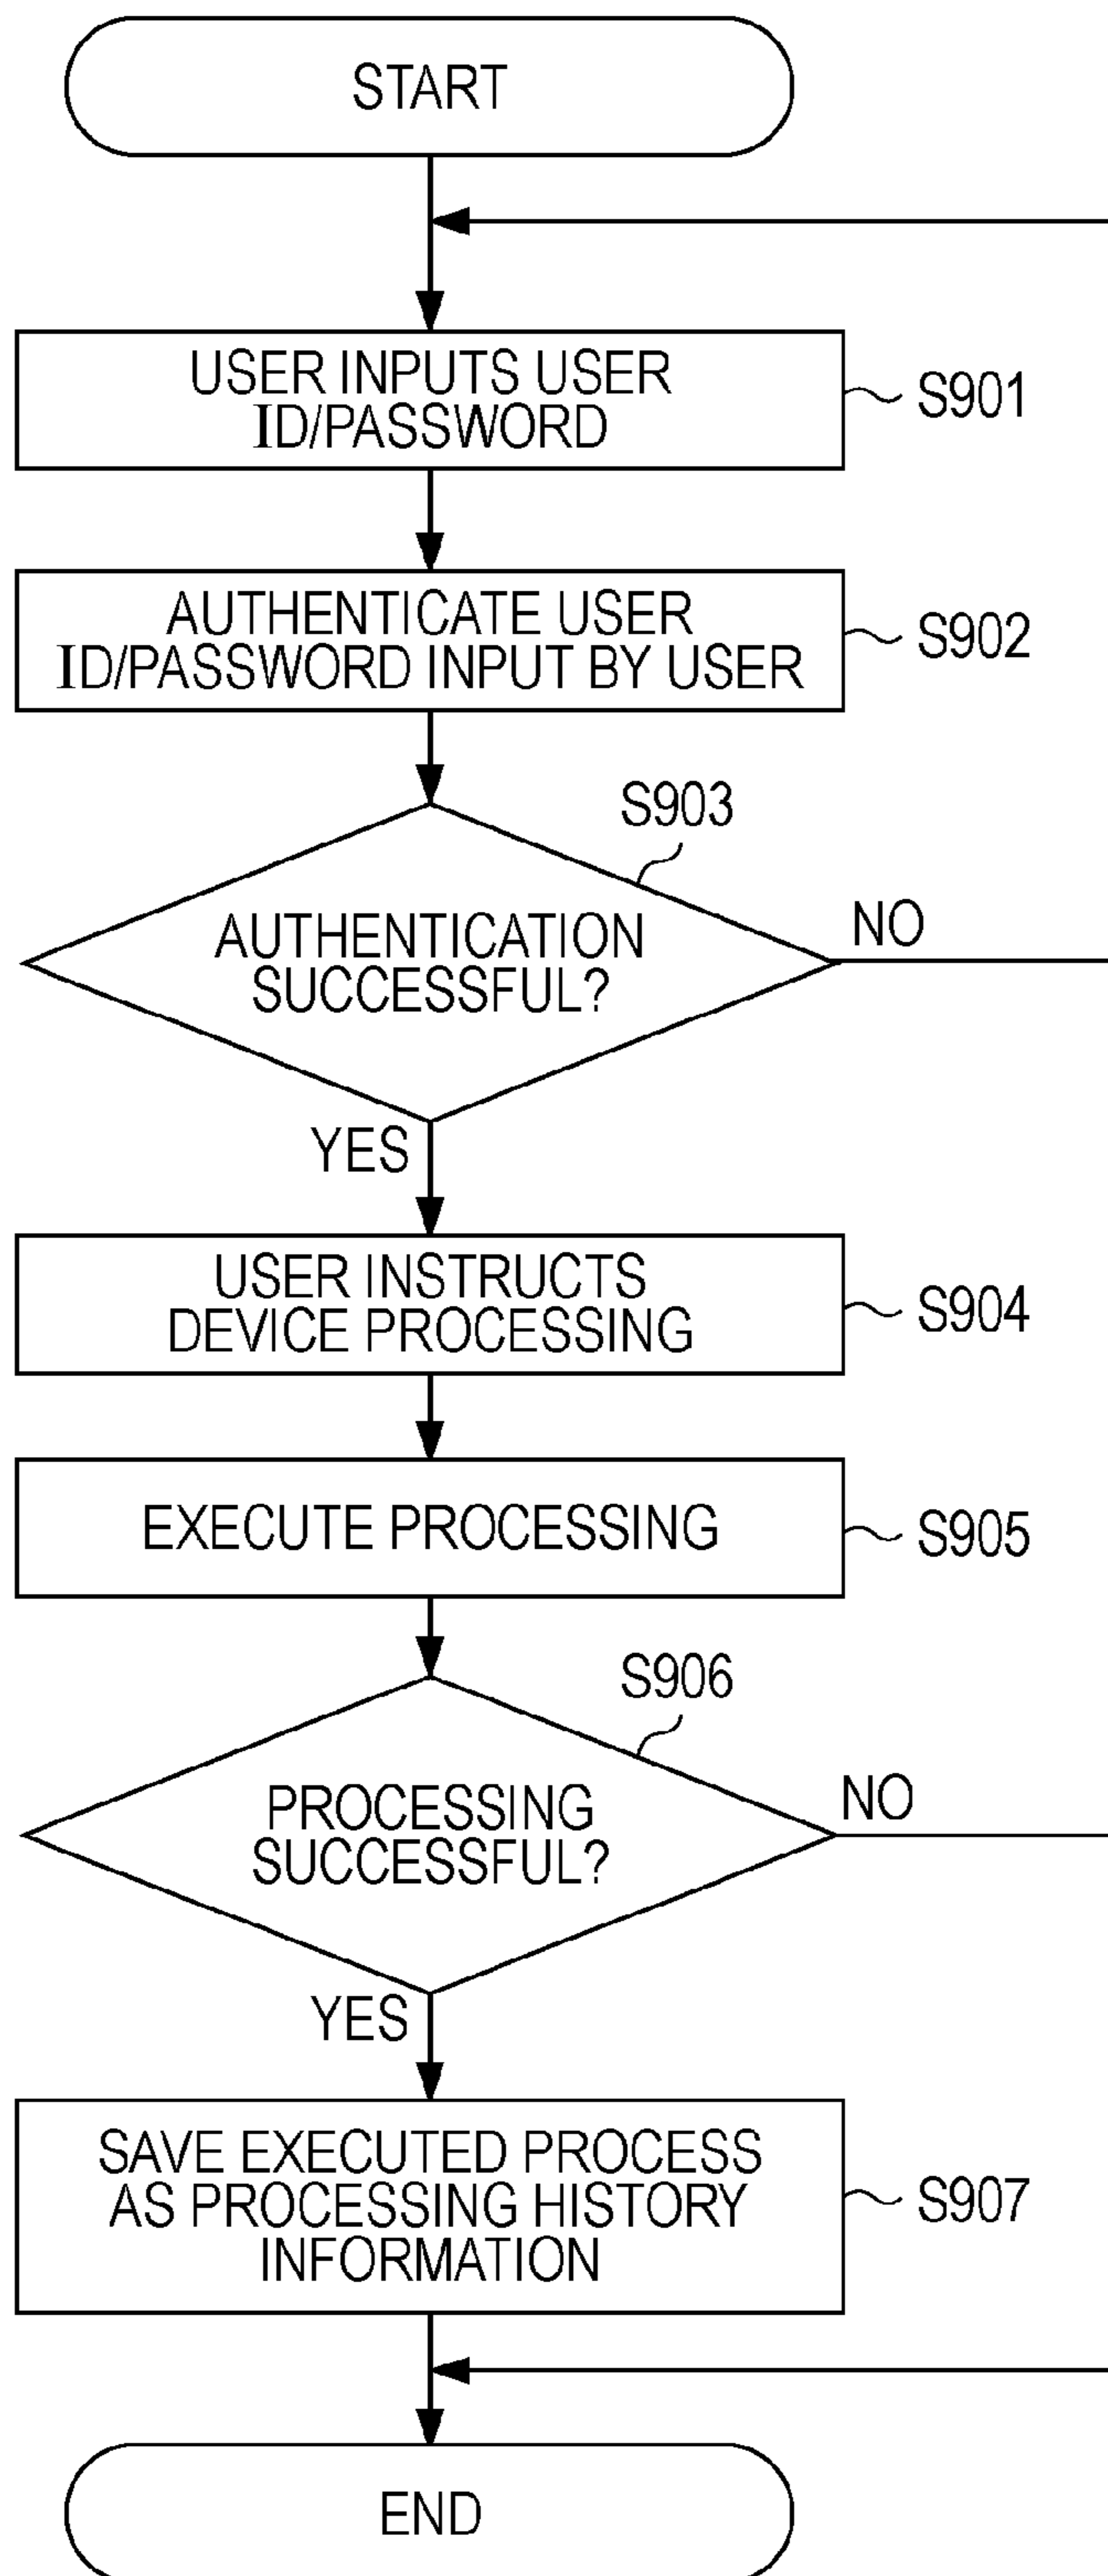 START
USER INPUTS USER
ID/PASSWORD
S901
AUTHENTICATE USER
ID/PASSWORD INPUT BY USER
S902
S903
AUTHENTICATION
SUCCESSFUL?
NO
YES
USER INSTRUCTS
DEVICE PROCESSING
S904
EXECUTE PROCESSING
S905
S906
PROCESSING
SUCCESSFUL?
NO
YES
SAVE EXECUTED PROCESS
AS PROCESSING HISTORY
INFORMATION
S907
END